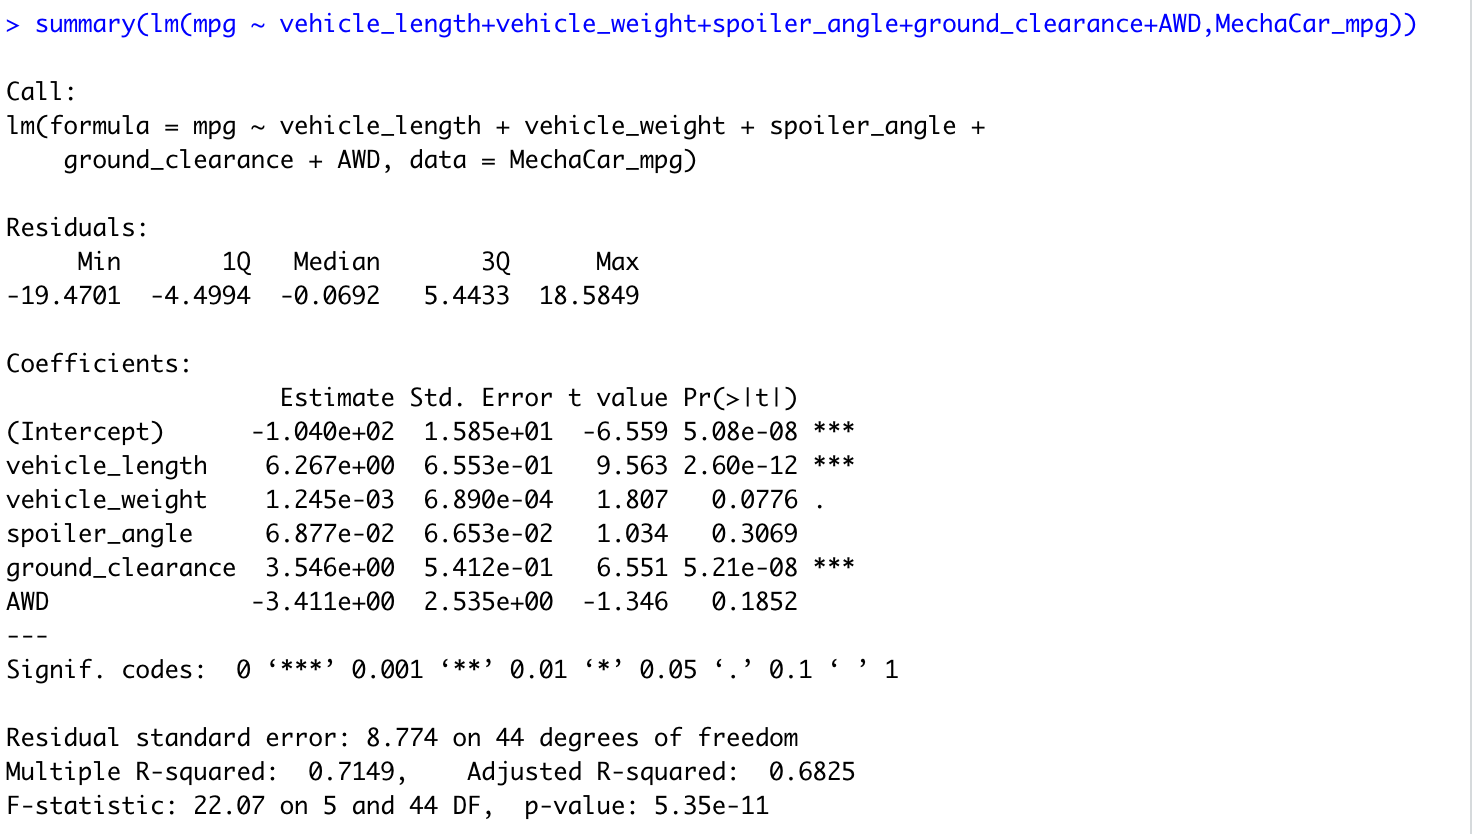 > summary(lm(mpg ~ vehicle_length+vehicle_weight+spoiler_angle+ground_clearance+AWD,MechaCar_mpg))
Call:
lm(formula = mpg ~ vehicle_length + vehicle_weight + spoiler_angle +
    ground_clearance + AWD, data = MechaCar_mpg)
Residuals:
     Min       1Q   Median       3Q      Max
-19.4701  -4.4994  -0.0692   5.4433  18.5849
Coefficients:
                   Estimate Std. Error t value Pr(>|t|)
(Intercept)      -1.040e+02  1.585e+01  -6.559 5.08e-08 ***
vehicle_length    6.267e+00  6.553e-01   9.563 2.60e-12 ***
vehicle_weight    1.245e-03  6.890e-04   1.807   0.0776 .
spoiler_angle     6.877e-02  6.653e-02   1.034   0.3069
ground_clearance  3.546e+00  5.412e-01   6.551 5.21e-08 ***
AWD              -3.411e+00  2.535e+00  -1.346   0.1852
---
Signif. codes:  0 ‘***’ 0.001 ‘**’ 0.01 ‘*’ 0.05 ‘.’ 0.1 ‘ ’ 1
Residual standard error: 8.774 on 44 degrees of freedom
Multiple R-squared:  0.7149,    Adjusted R-squared:  0.6825
F-statistic: 22.07 on 5 and 44 DF,  p-value: 5.35e-11